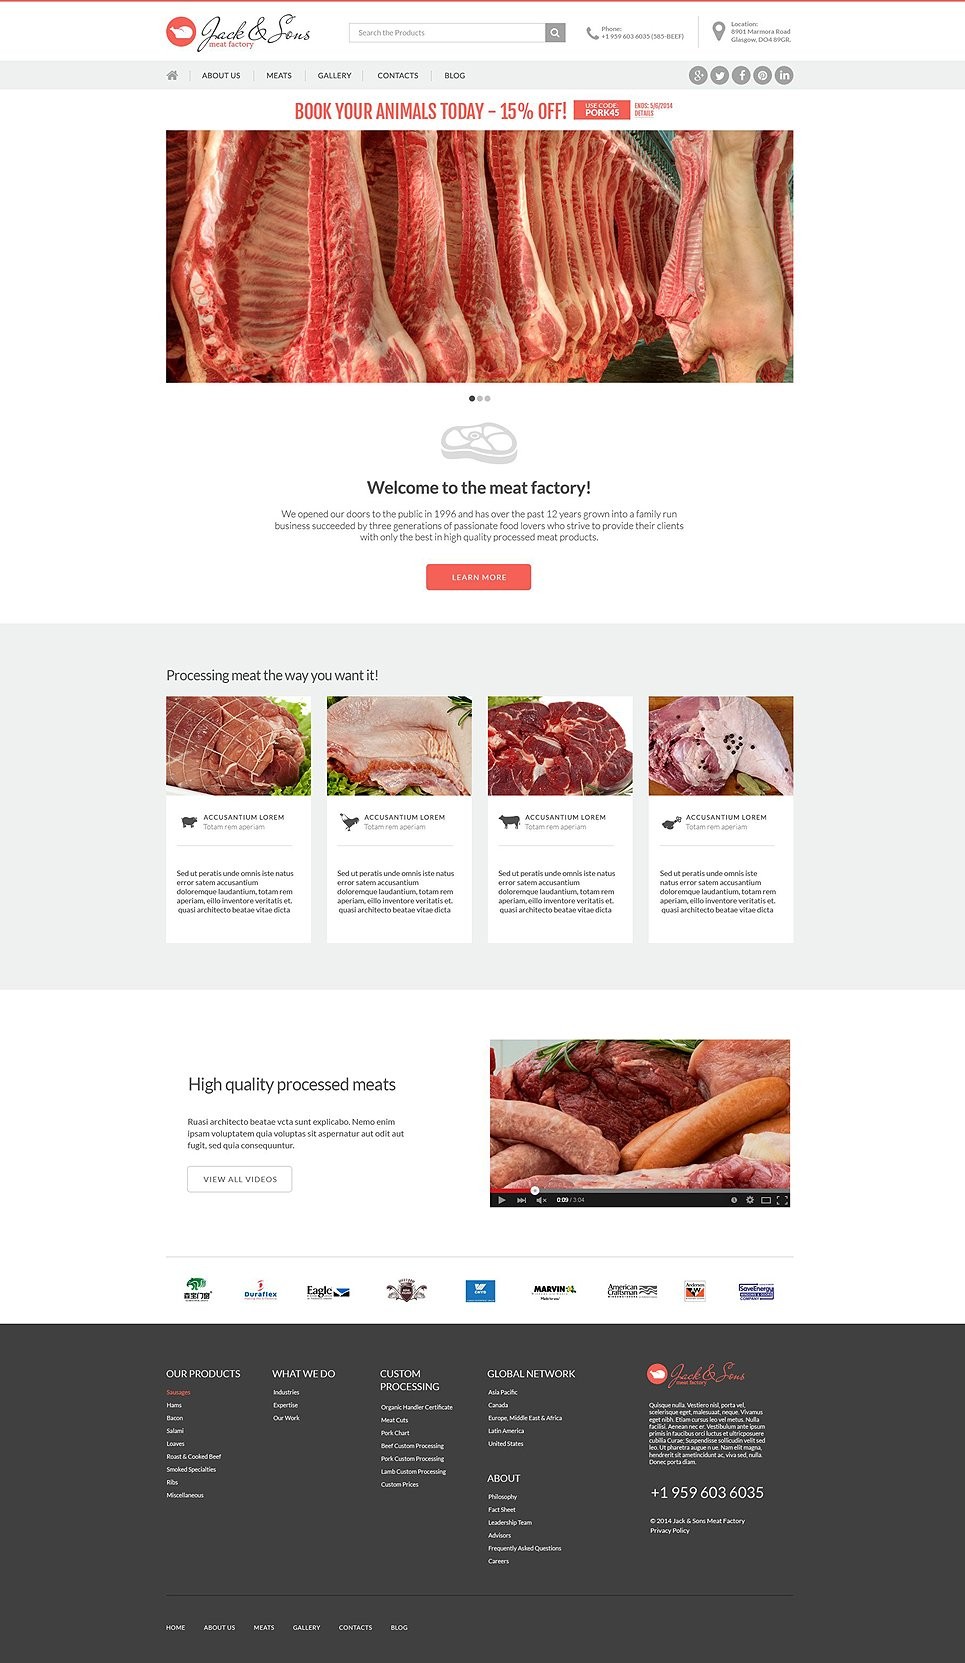 Jack & Sons
meat factory
Search the Products
Phone:
+1 959 603 6035 (585-BEEF)
Location:
8901 Marmora Road
Glasgow, DO4 89GR.
ABOUT US
MEATS
GALLERY
CONTACTS
BLOG
BOOK YOUR ANIMALS TODAY - 15% OFF!
USE CODE
PORK45
ENDS: 5/6/2014
DETAILS
Welcome to the meat factory!
We opened our doors to the public in 1996 and has over the past 12 years grown into a family run
business succeeded by three generations of passionate food lovers who strive to provide their clients
with only the best in high quality processed meat products.
LEARN MORE
Processing meat the way you want it!
ACCUSANTIUM LOREM
Totam rem aperiam
Sed ut peratis unde omnis iste natus
error satem accusantium
doloremque laudantium, totam rem
aperiam, eillo inventore veritatis et.
quasi architecto beatae vitae dicta
ACCUSANTIUM LOREM
Totam rem aperiam
Sed ut peratis unde omnis iste natus
error satem accusantium
doloremque laudantium, totam rem
aperiam, eillo inventore veritatis et.
quasi architecto beatae vitae dicta
ACCUSANTIUM LOREM
Totam rem aperiam
Sed ut peratis unde omnis iste natus
error satem accusantium
doloremque laudantium, totam rem
aperiam, eillo inventore veritatis et.
quasi architecto beatae vitae dicta
ACCUSANTIUM LOREM
Totam rem aperiam
Sed ut peratis unde omnis iste
natus error satem accusantium
doloremque laudantium, totam rem
aperiam, eillo inventore veritatis et.
quasi architecto beatae vitae dicta
High quality processed meats
Ruasi architecto beatae vcta sunt explicabo. Nemo enim
ipsam voluptatem quia voluptas sit aspernatur aut odit aut
fugit, sed quia consequuntur.
VIEW ALL VIDEOS
0:09 / 3:04
Duraflex
Eagle
MARVIN
American
Craftsman
Andersen
SaveEnergy
COMPANY
OUR PRODUCTS
Sausages
Hams
Bacon
Salami
Loaves
Roast & Cooked Beef
Smoked Specialties
Ribs
Miscellaneous
WHAT WE DO
Industries
Expertise
Our Work
CUSTOM
PROCESSING
Organic Handler Certificate
Meat Cuts
Pork Chart
Beef Custom Processing
Pork Custom Processing
Lamb Custom Processing
Custom Prices
GLOBAL NETWORK
Asia Pacific
Canada
Europe, Middle East & Africa
Latin America
United States
ABOUT
Philosophy
Fact Sheet
Leadership Team
Advisors
Frequently Asked Questions
Careers
Jack & Sons
meat factory
Quisque nulla. Vestiero nisl, porta vel,
scelerisque eget, malesuaat, neque. Vivamus
eget nibh. Etiam cursus leo vel metus. Nulla
facilisi. Aenean nec er. Vestibulum ante ipsum
primis in faucibus orci luctus et ultricposuere
cubilia Curae; Suspendisse sollicudin velit sed
leo. Ut pharetra augue n ue. Nam elit magna,
hendrerit sit ametincidunt ac, viva sed, nulla.
Donec porta diam.
+1 959 603 6035
© 2014 Jack & Sons Meat Factory
Privacy Policy
HOME
ABOUT US
MEATS
GALLERY
CONTACTS
BLOG